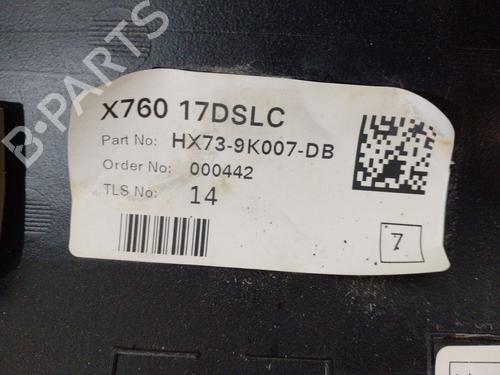 X760 17DSLC
Part No: HX73-9K007-DB
Order No: 000442
TLS No: 14
7
B-PARTS